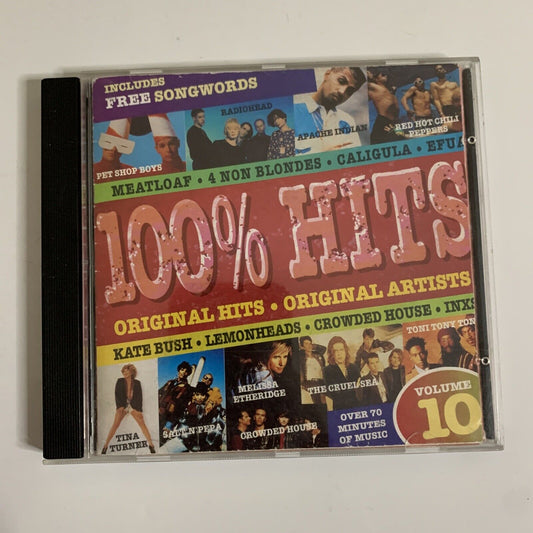 INCLUDES
FREE SONGWORDS
RADIOHEAD
APACHE INDIAN
RED HOT CHILI
PEPPERS
PET SHOP BOYS
MEATLOAF • 4 NON BLONDES • CALIGULA • EFUA
100% HITS
ORIGINAL HITS • ORIGINAL ARTISTS
KATE BUSH • LEMONHEADS • CROWDED HOUSE • INXS
TONI TONY TON
MELISSA
ETHERIDGE
THE CRUEL SEA
VOLUME
10
TINA
TURNER
SALT'N'PEPA
CROWDED HOUSE
OVER 70
MINUTES
OF MUSIC